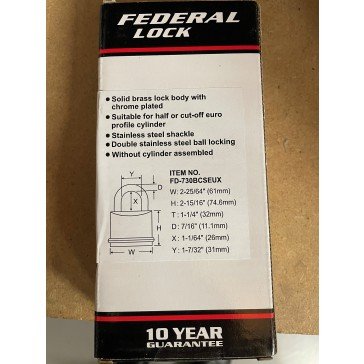 FEDERAL
LOCK
• Solid brass lock body with
chrome plated
• Suitable for half or cut-off euro
profile cylinder
• Stainless steel shackle
• Double stainless steel ball locking
• Without cylinder assembled
ITEM NO.
FD-730BCSEUX
W: 2-25/64" (61mm)
H: 2-15/16" (74.6mm)
T: 1-1/4" (32mm)
D: 7/16" (11.1mm)
X: 1-1/64" (26mm)
Y: 1-7/32" (31mm)
Y
D
X
H
T
W
10 YEAR
GUARANTEE